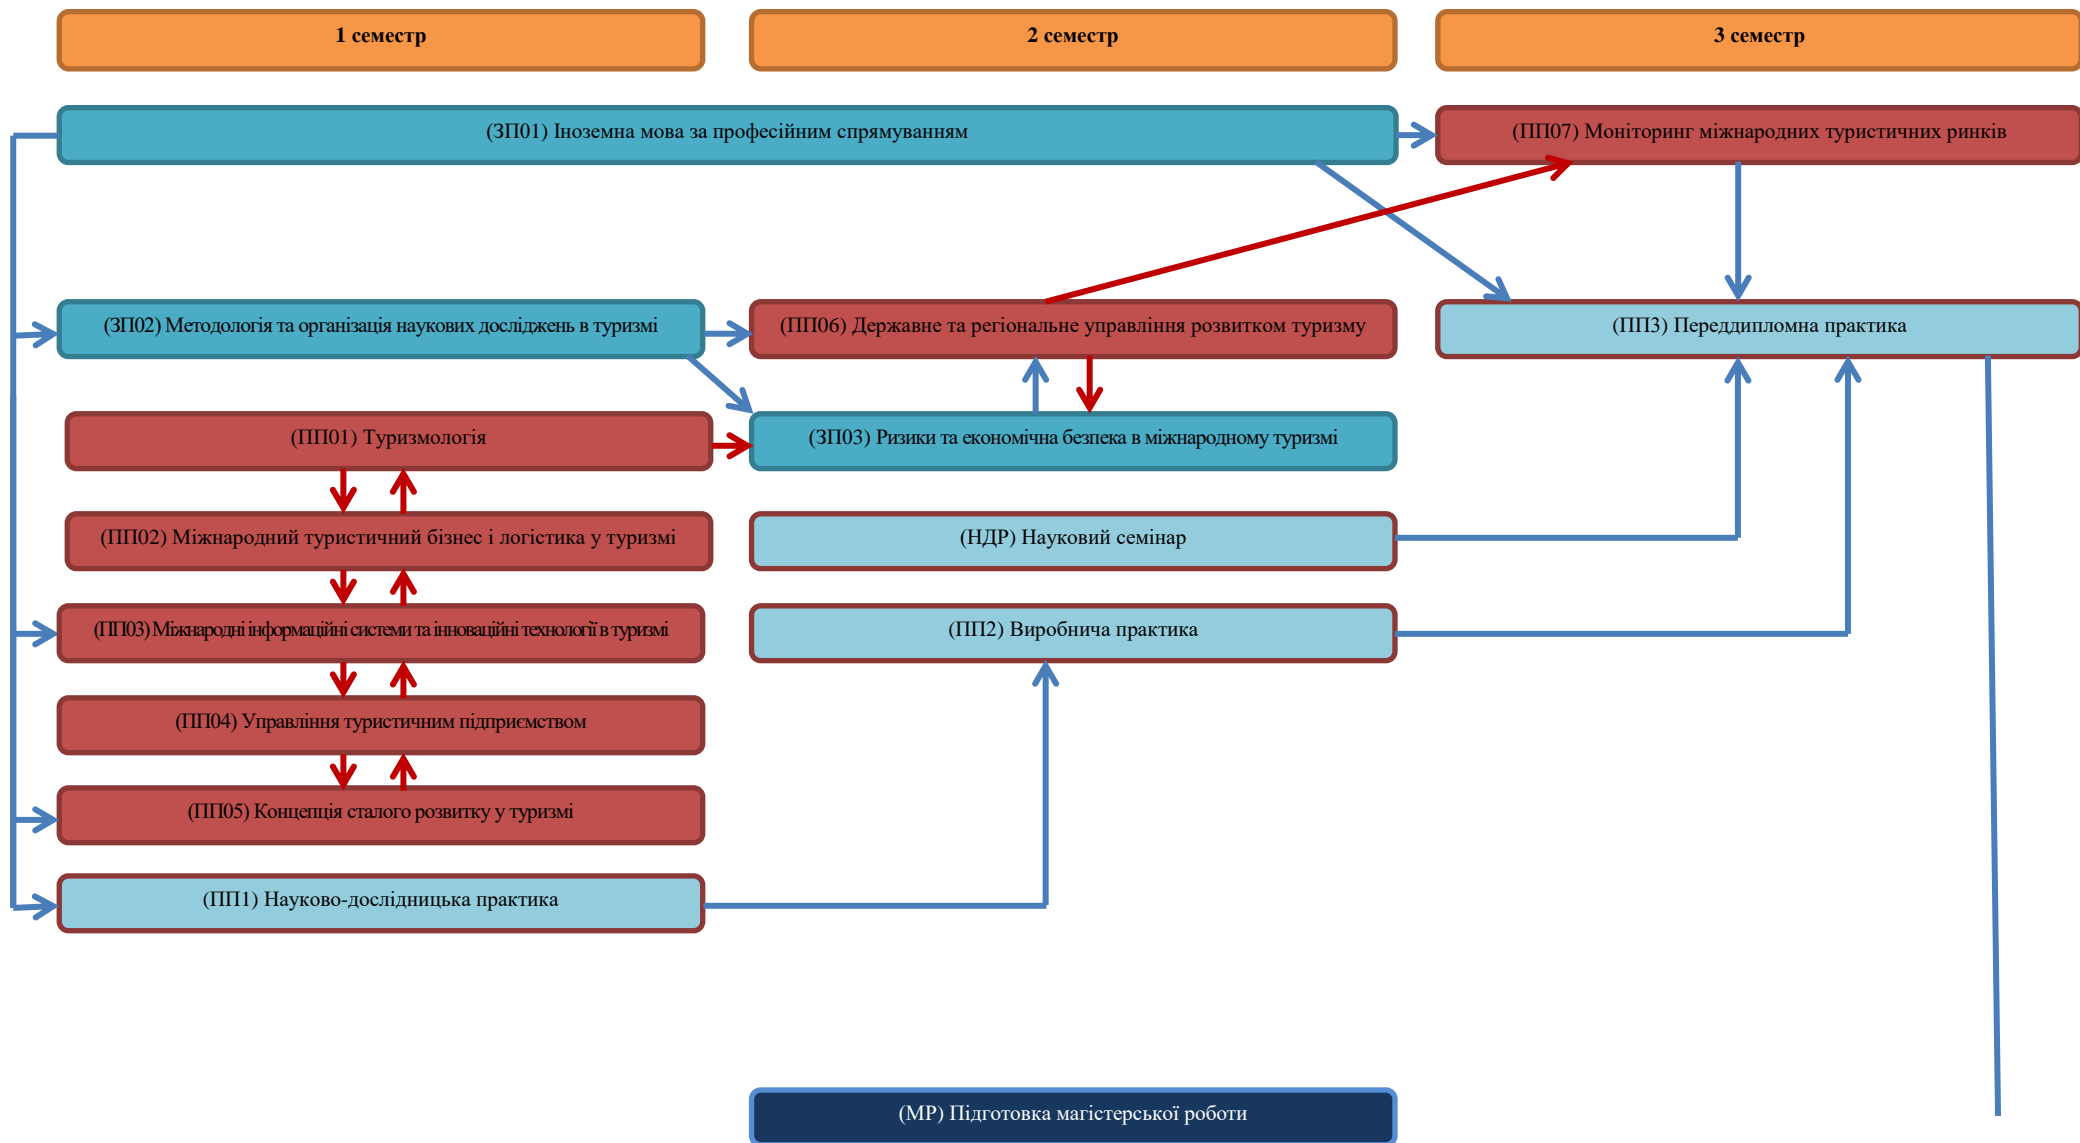 1 семестр
2 семестр
3 семестр
(ЗП01) Іноземна мова за професійним спрямуванням
(ПП07) Моніторинг міжнародних туристичних ринків
(ЗП02) Методологія та організація наукових досліджень в туризмі
(ПП06) Державне та регіональне управління розвитком туризму
(ПП3) Переддипломна практика
(ПП01) Туризмологія
(ЗП03) Ризики та економічна безпека в міжнародному туризмі
(ПП02) Міжнародний туристичний бізнес і логістика у туризмі
(НДР) Науковий семінар
(ПП03) Міжнародні інформаційні системи та інноваційні технології в туризмі
(ПП2) Виробнича практика
(ПП04) Управління туристичним підприємством
(ПП05) Концепція сталого розвитку у туризмі
(ПП1) Науково-дослідницька практика
(МР) Підготовка магістерської роботи